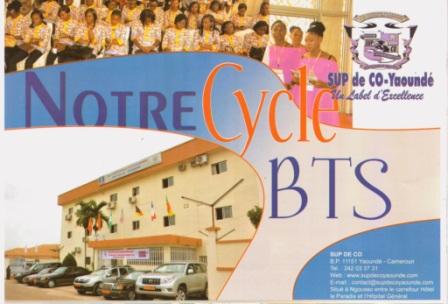 SUP de CO-Yaoundé
Un Label d'Excellence
NOTRE Cycle
BTS
SUP DE CO
B.P. 11151 Yaoundé - Cameroun
Tel. 242 03 37 31
Web : www.supdecoyaounde.com
E-mail : contact@supdecoyaounde.com
Situé à Ngousso entre le carrefour Hôtel
le Paradis et l'Hôpital Général